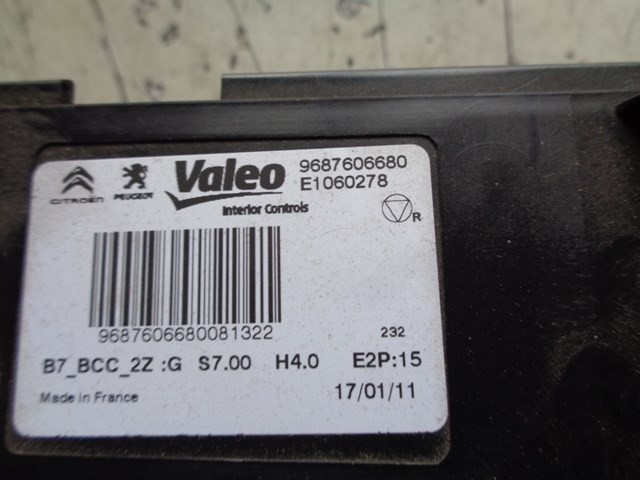 CITROËN PEUGEOT Valeo 9687606680
Interior Controls E1060278
R
9687606680081322
232
B7_BCC_2Z :G S7.00 H4.0 E2P:15
Made in France 17/01/11